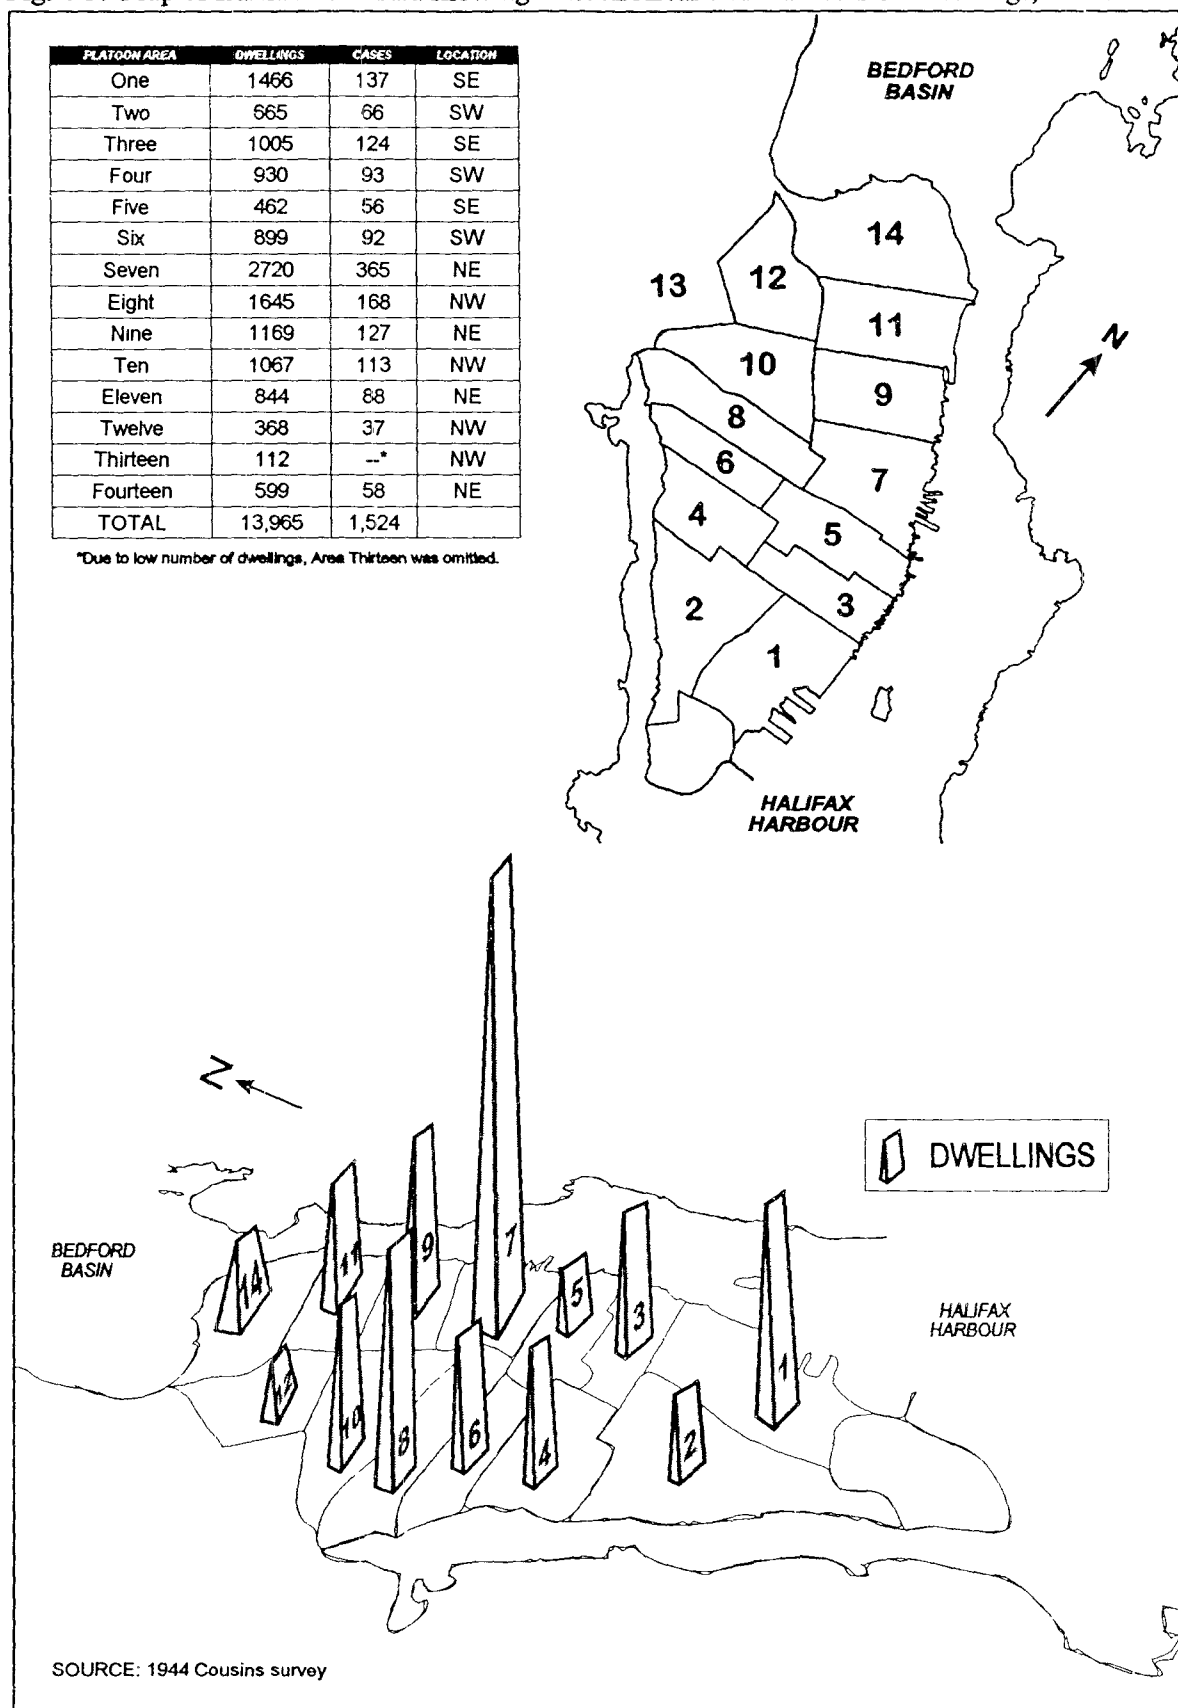 PLATOON AREA DWELLINGS CASES LOCATION
One 1466 137 SE
Two 665 66 SW
Three 1005 124 SE
Four 930 93 SW
Five 462 56 SE
Six 899 92 SW
Seven 2720 365 NE
Eight 1645 168 NW
Nine 1169 127 NE
Ten 1067 113 NW
Eleven 844 88 NE
Twelve 368 37 NW
Thirteen 112 --* NW
Fourteen 599 58 NE
TOTAL 13,965 1,524
*Due to low number of dwellings, Area Thirteen was omitted.
BEDFORD
BASIN
14
13
12
11
N
10
9
8
6
7
4
5
2
3
1
HALIFAX
HARBOUR
N
DWELLINGS
BEDFORD
BASIN
14
11
9
7
5
3
1
HALIFAX
HARBOUR
12
10
8
6
4
2
SOURCE: 1944 Cousins survey